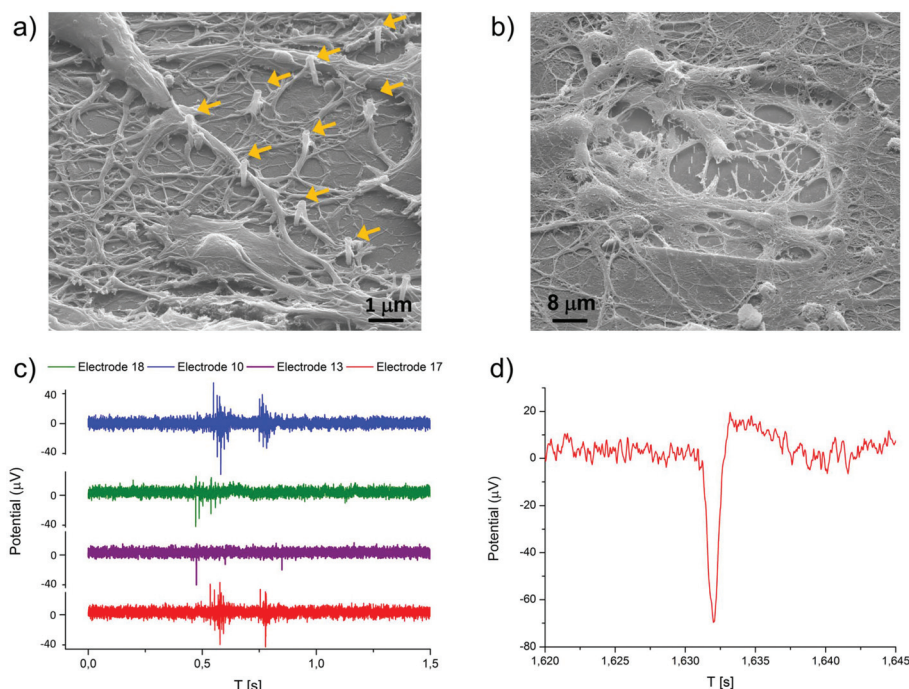 a)
b)
1 μm
8 μm
c)
Electrode 18 Electrode 10 Electrode 13 Electrode 17
40
0
40
0
-40
0
-40
0
-40
0,0 0,5 1,0 1,5
Potential (μV)
T [s]
d)
20
0
-20
-40
-60
-80
1,620 1,625 1,630 1,635 1,640 1,645
Potential (μV)
T [s]